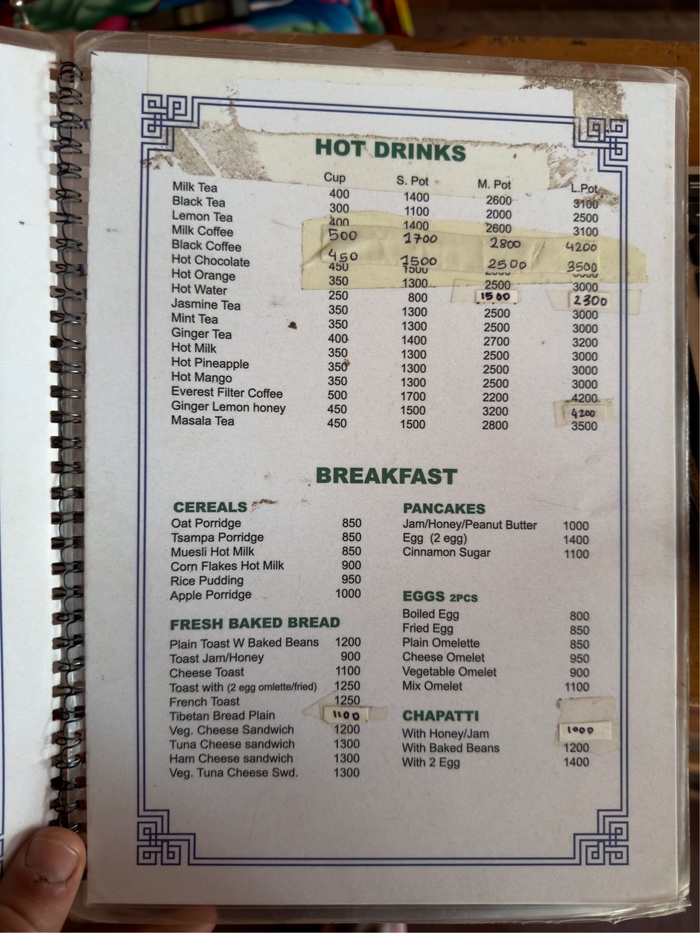 HOT DRINKS
Cup S. Pot M. Pot L.Pot
Milk Tea 400 1400 2600 3100
Black Tea 300 1100 2000 2500
Lemon Tea 400 1400 2600 3100
Milk Coffee 500 1700 2800 4200
Black Coffee 450 1500 2500 3500
Hot Chocolate 450 1500
Hot Orange 350 1300 2500 3000
Hot Water 250 800 1500 2300
Jasmine Tea 350 1300 2500 3000
Mint Tea 350 1300 2500 3000
Ginger Tea 400 1400 2700 3200
Hot Milk 350 1300 2500 3000
Hot Pineapple 350 1300 2500 3000
Hot Mango 350 1300 2500 3000
Everest Filter Coffee 500 1700 2200 4200
Ginger Lemon honey 450 1500 3200 4200
Masala Tea 450 1500 2800 3500
BREAKFAST
CEREALS
Oat Porridge 850
Tsampa Porridge 850
Muesli Hot Milk 850
Corn Flakes Hot Milk 900
Rice Pudding 950
Apple Porridge 1000
FRESH BAKED BREAD
Plain Toast W Baked Beans 1200
Toast Jam/Honey 900
Cheese Toast 1100
Toast with (2 egg omlette/fried) 1250
French Toast 1250
Tibetan Bread Plain 1100
Veg. Cheese Sandwich 1200
Tuna Cheese sandwich 1300
Ham Cheese sandwich 1300
Veg. Tuna Cheese Swd. 1300
PANCAKES
Jam/Honey/Peanut Butter 1000
Egg (2 egg) 1400
Cinnamon Sugar 1100
EGGS 2PCS
Boiled Egg 800
Fried Egg 850
Plain Omelette 850
Cheese Omelet 950
Vegetable Omelet 900
Mix Omelet 1100
CHAPATTI
With Honey/Jam 1000
With Baked Beans 1200
With 2 Egg 1400